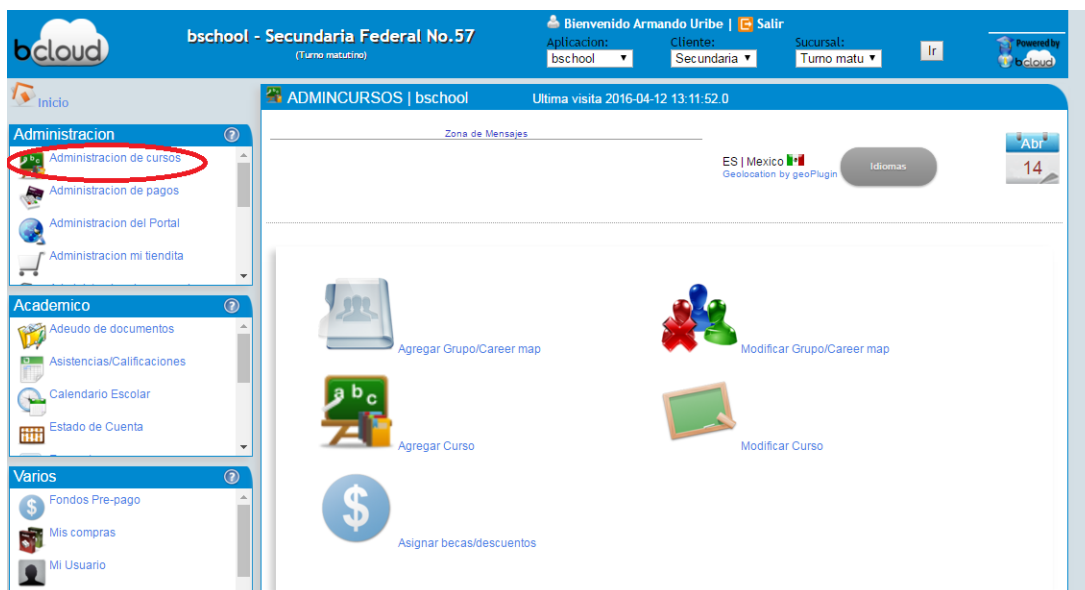 bcloud
bschool - Secundaria Federal No.57
(Turno matutino)
Bienvenido Armando Uribe | Salir
Aplicacion: Cliente: Sucursal:
bschool Secundaria Turno matu Ir
Powered by
bcloud
Inicio
ADMINCURSOS | bschool Ultima visita 2016-04-12 13:11:52.0
Administracion
Administracion de cursos
Administracion de pagos
Administracion del Portal
Administracion mi tiendita
Zona de Mensajes
ES | Mexico
Geolocation by geoPlugin
Idiomas
Abr
14
Academico
Adeudo de documentos
Asistencias/Calificaciones
Calendario Escolar
Estado de Cuenta
Varios
Fondos Pre-pago
Mis compras
Mi Usuario
Agregar Grupo/Career map
Modificar Grupo/Career map
a b c
Agregar Curso
Modificar Curso
$
Asignar becas/descuentos